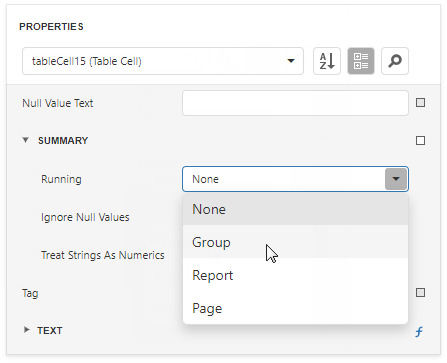 PROPERTIES
tableCell15 (Table Cell)
A
Z
Null Value Text
SUMMARY
Running
None
None
Ignore Null Values
Group
Treat Strings As Numerics
Report
Tag
Page
TEXT
f